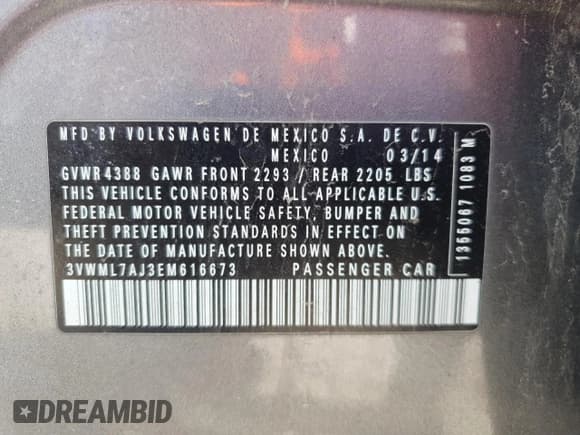 MFD BY VOLKSWAGEN DE MEXICO S.A. DE C.V.
MEXICO 03/14
GVWR 4388 GAWR FRONT 2293 / REAR 2205 LBS
THIS VEHICLE CONFORMS TO ALL APPLICABLE U.S.
FEDERAL MOTOR VEHICLE SAFETY, BUMPER AND
THEFT PREVENTION STANDARDS IN EFFECT ON
THE DATE OF MANUFACTURE SHOWN ABOVE.
3VWML7AJ3EM616673 PASSENGER CAR
1355067 1083 M
DREAMBID